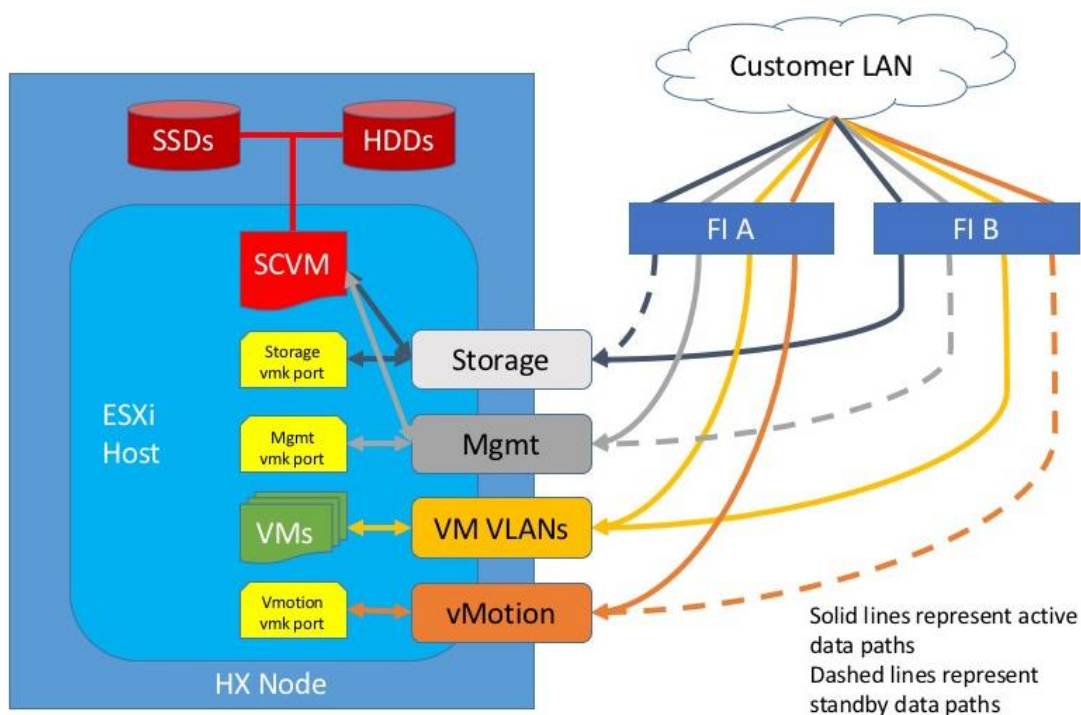 Customer LAN
SSDs
HDDs
FI A
FI B
SCVM
Storage
vmk port
Storage
ESXi
Host
Mgmt
vmk port
Mgmt
VMs
VM VLANs
Vmotion
vmk port
vMotion
HX Node
Solid lines represent active
data paths
Dashed lines represent
standby data paths